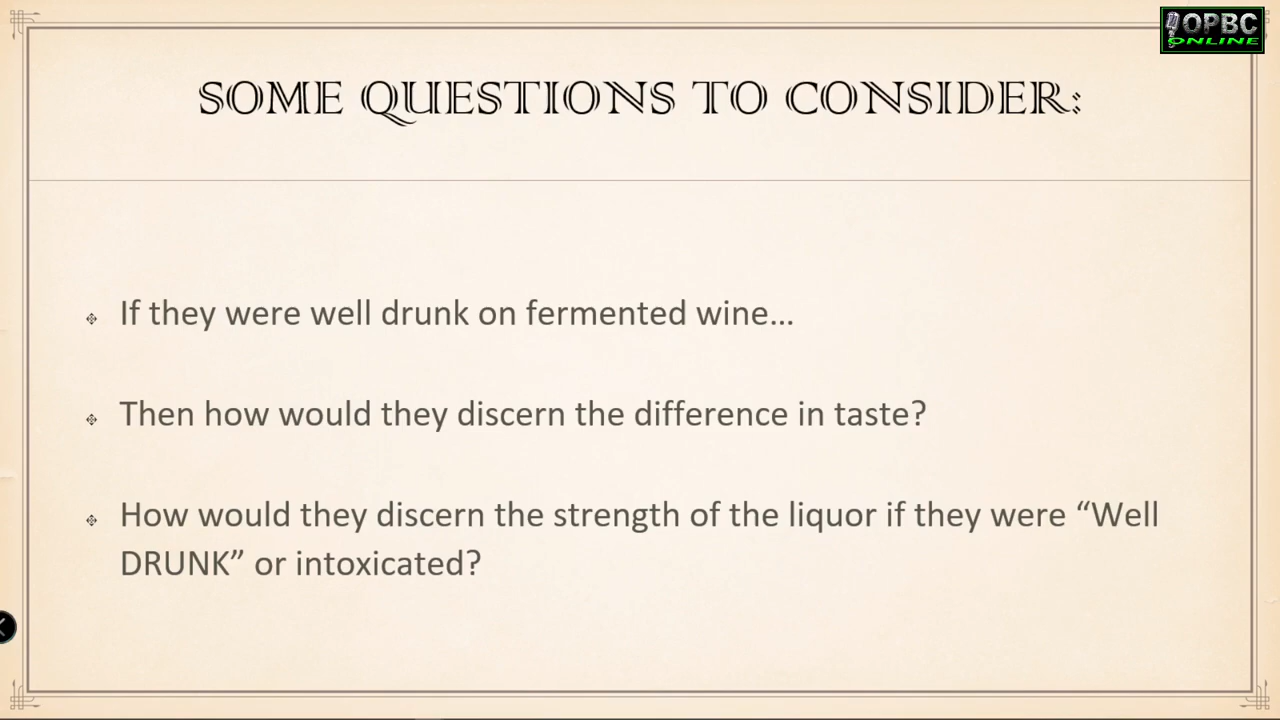 OPBC
ONLINE
SOME QUESTIONS TO CONSIDER:
If they were well drunk on fermented wine...
Then how would they discern the difference in taste?
How would they discern the strength of the liquor if they were “Well
DRUNK” or intoxicated?